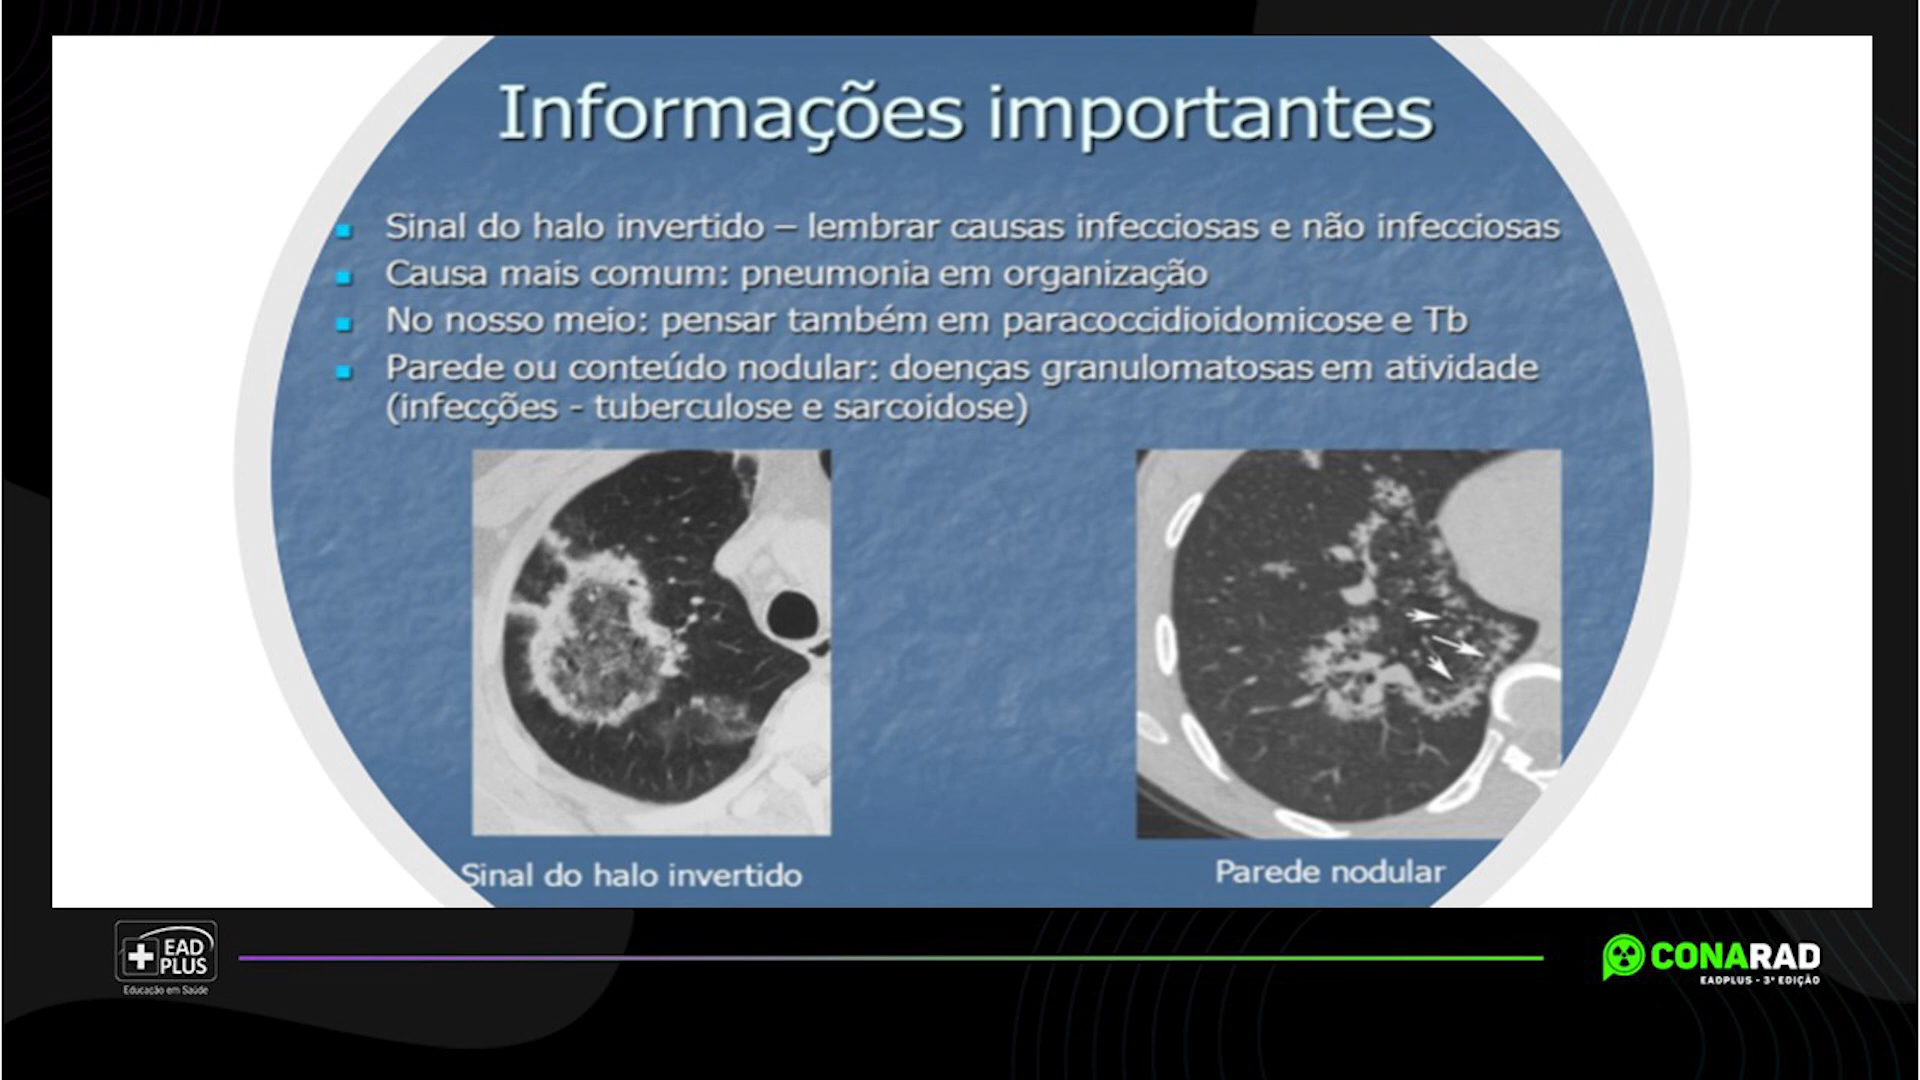 Informações importantes
Sinal do halo invertido – lembrar causas infecciosas e não infecciosas
Causa mais comum: pneumonia em organização
No nosso meio: pensar também em paracoccidioidomicose e Tb
Parede ou conteúdo nodular: doenças granulomatosas em atividade
(infecções - tuberculose e sarcoidose)
Sinal do halo invertido
Parede nodular
EAD
PLUS
Educação em Saúde
CONARAD
EADPLUS - 3ª EDIÇÃO